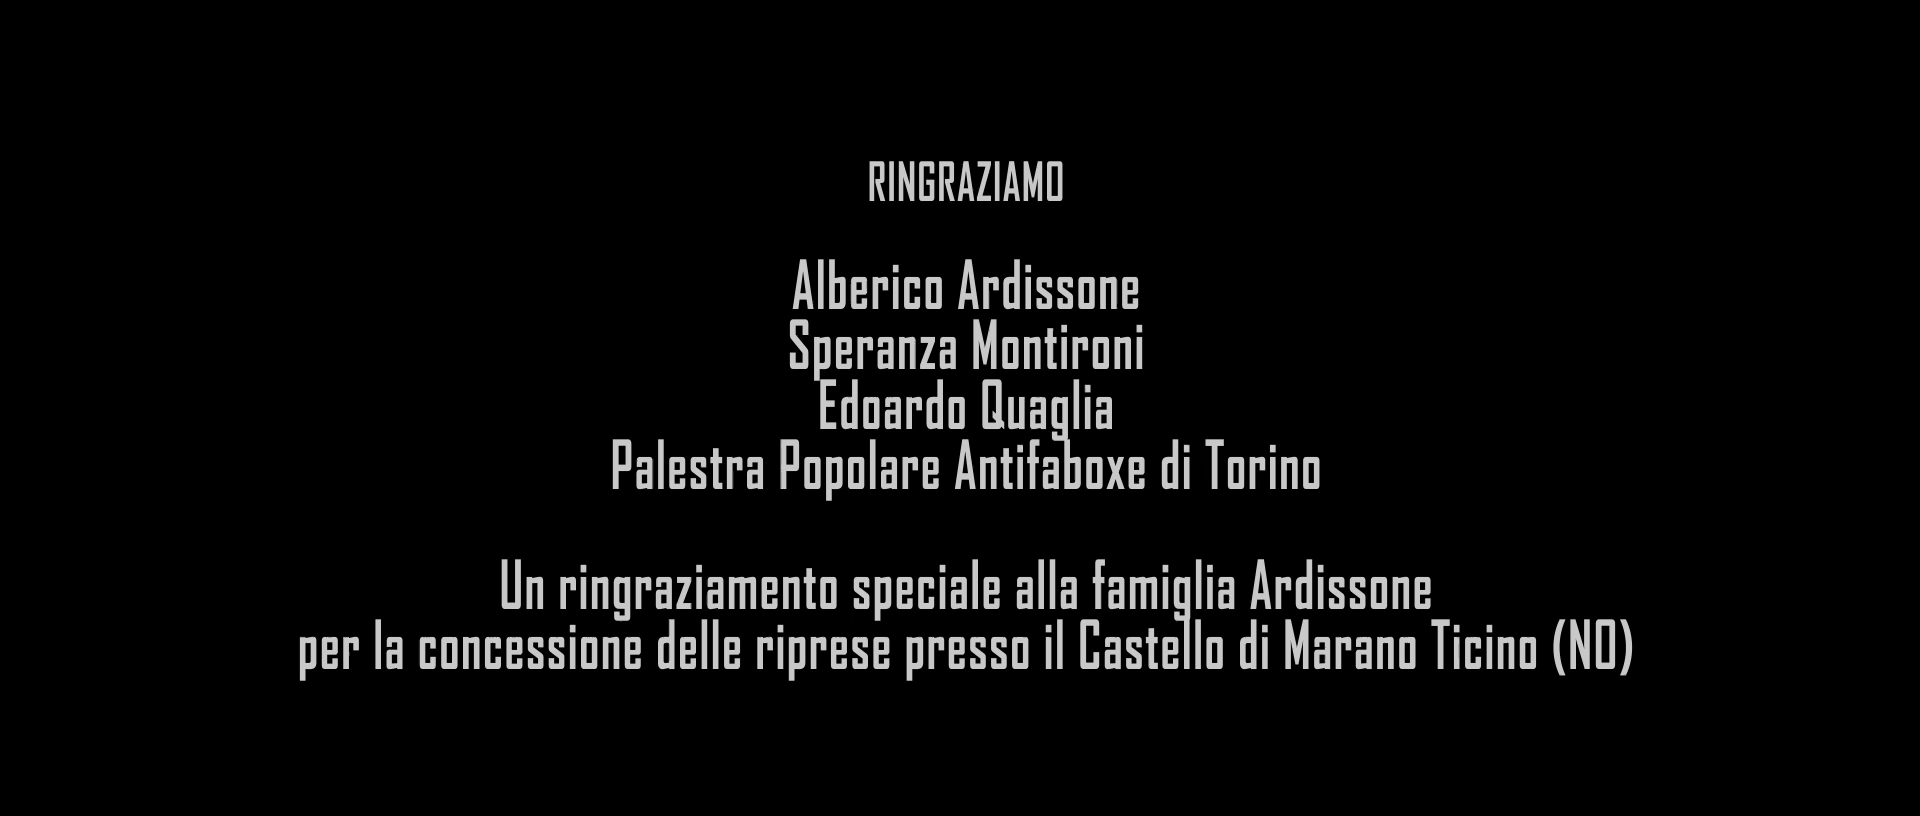 RINGRAZIAMO
Alberico Ardissone
Speranza Montironi
Edoardo Quaglia
Palestra Popolare Antifaboxe di Torino
Un ringraziamento speciale alla famiglia Ardissone
per la concessione delle riprese presso il Castello di Marano Ticino (NO)